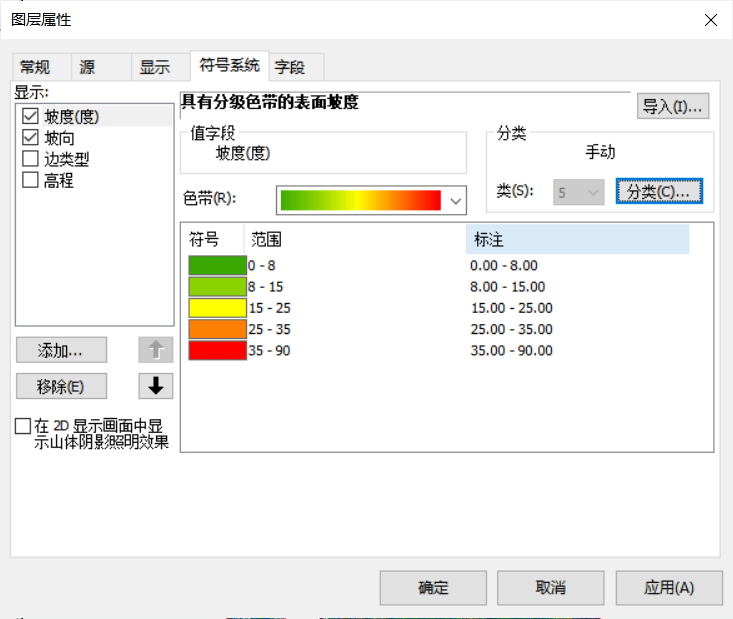 图层属性
常规 源 显示 符号系统 字段
显示:
坡度(度)
坡向
边类型
高程
添加...
移除(E)
在 2D 显示画面中显
示山体阴影照明效果
具有分级色带的表面坡度
导入(I)...
值字段
坡度(度)
分类
手动
色带(R):
类(S): 5 分类(C)...
符号 范围 标注
0 - 8 0.00 - 8.00
8 - 15 8.00 - 15.00
15 - 25 15.00 - 25.00
25 - 35 25.00 - 35.00
35 - 90 35.00 - 90.00
确定 取消 应用(A)